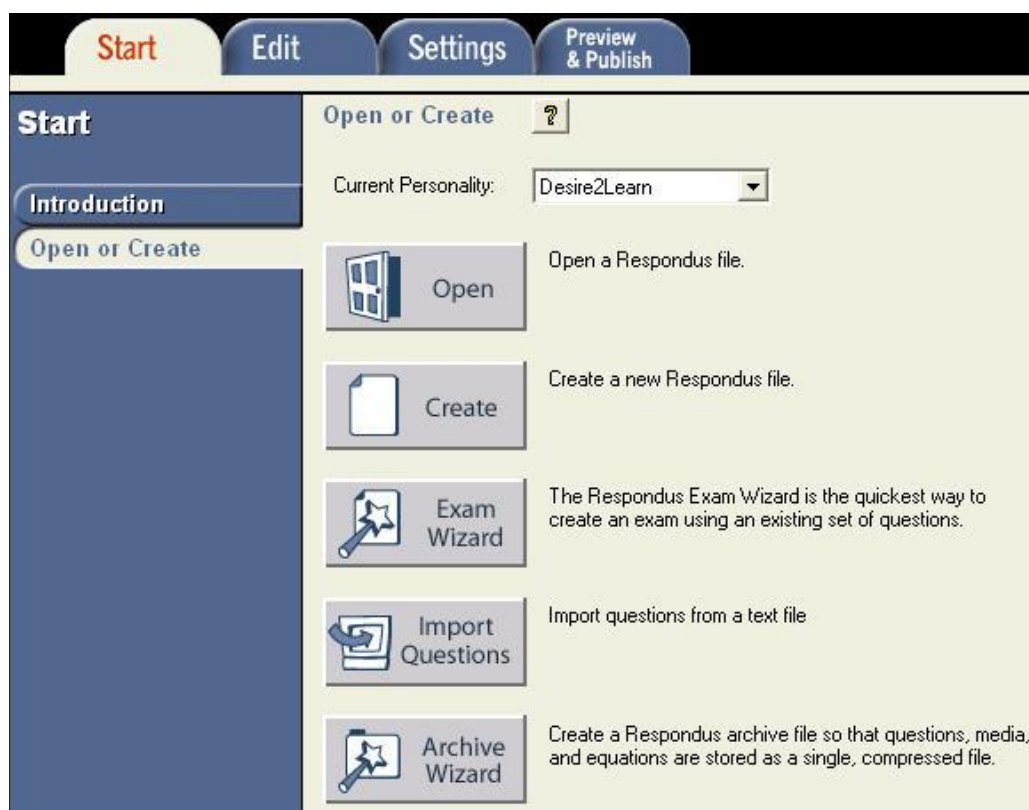 Start
Edit
Settings
Preview
& Publish
Start
Introduction
Open or Create
Open or Create
?
Current Personality:
Desire2Learn
Open
Open a Respondus file.
Create
Create a new Respondus file.
Exam
Wizard
The Respondus Exam Wizard is the quickest way to
create an exam using an existing set of questions.
Import
Questions
Import questions from a text file
Archive
Wizard
Create a Respondus archive file so that questions, media,
and equations are stored as a single, compressed file.